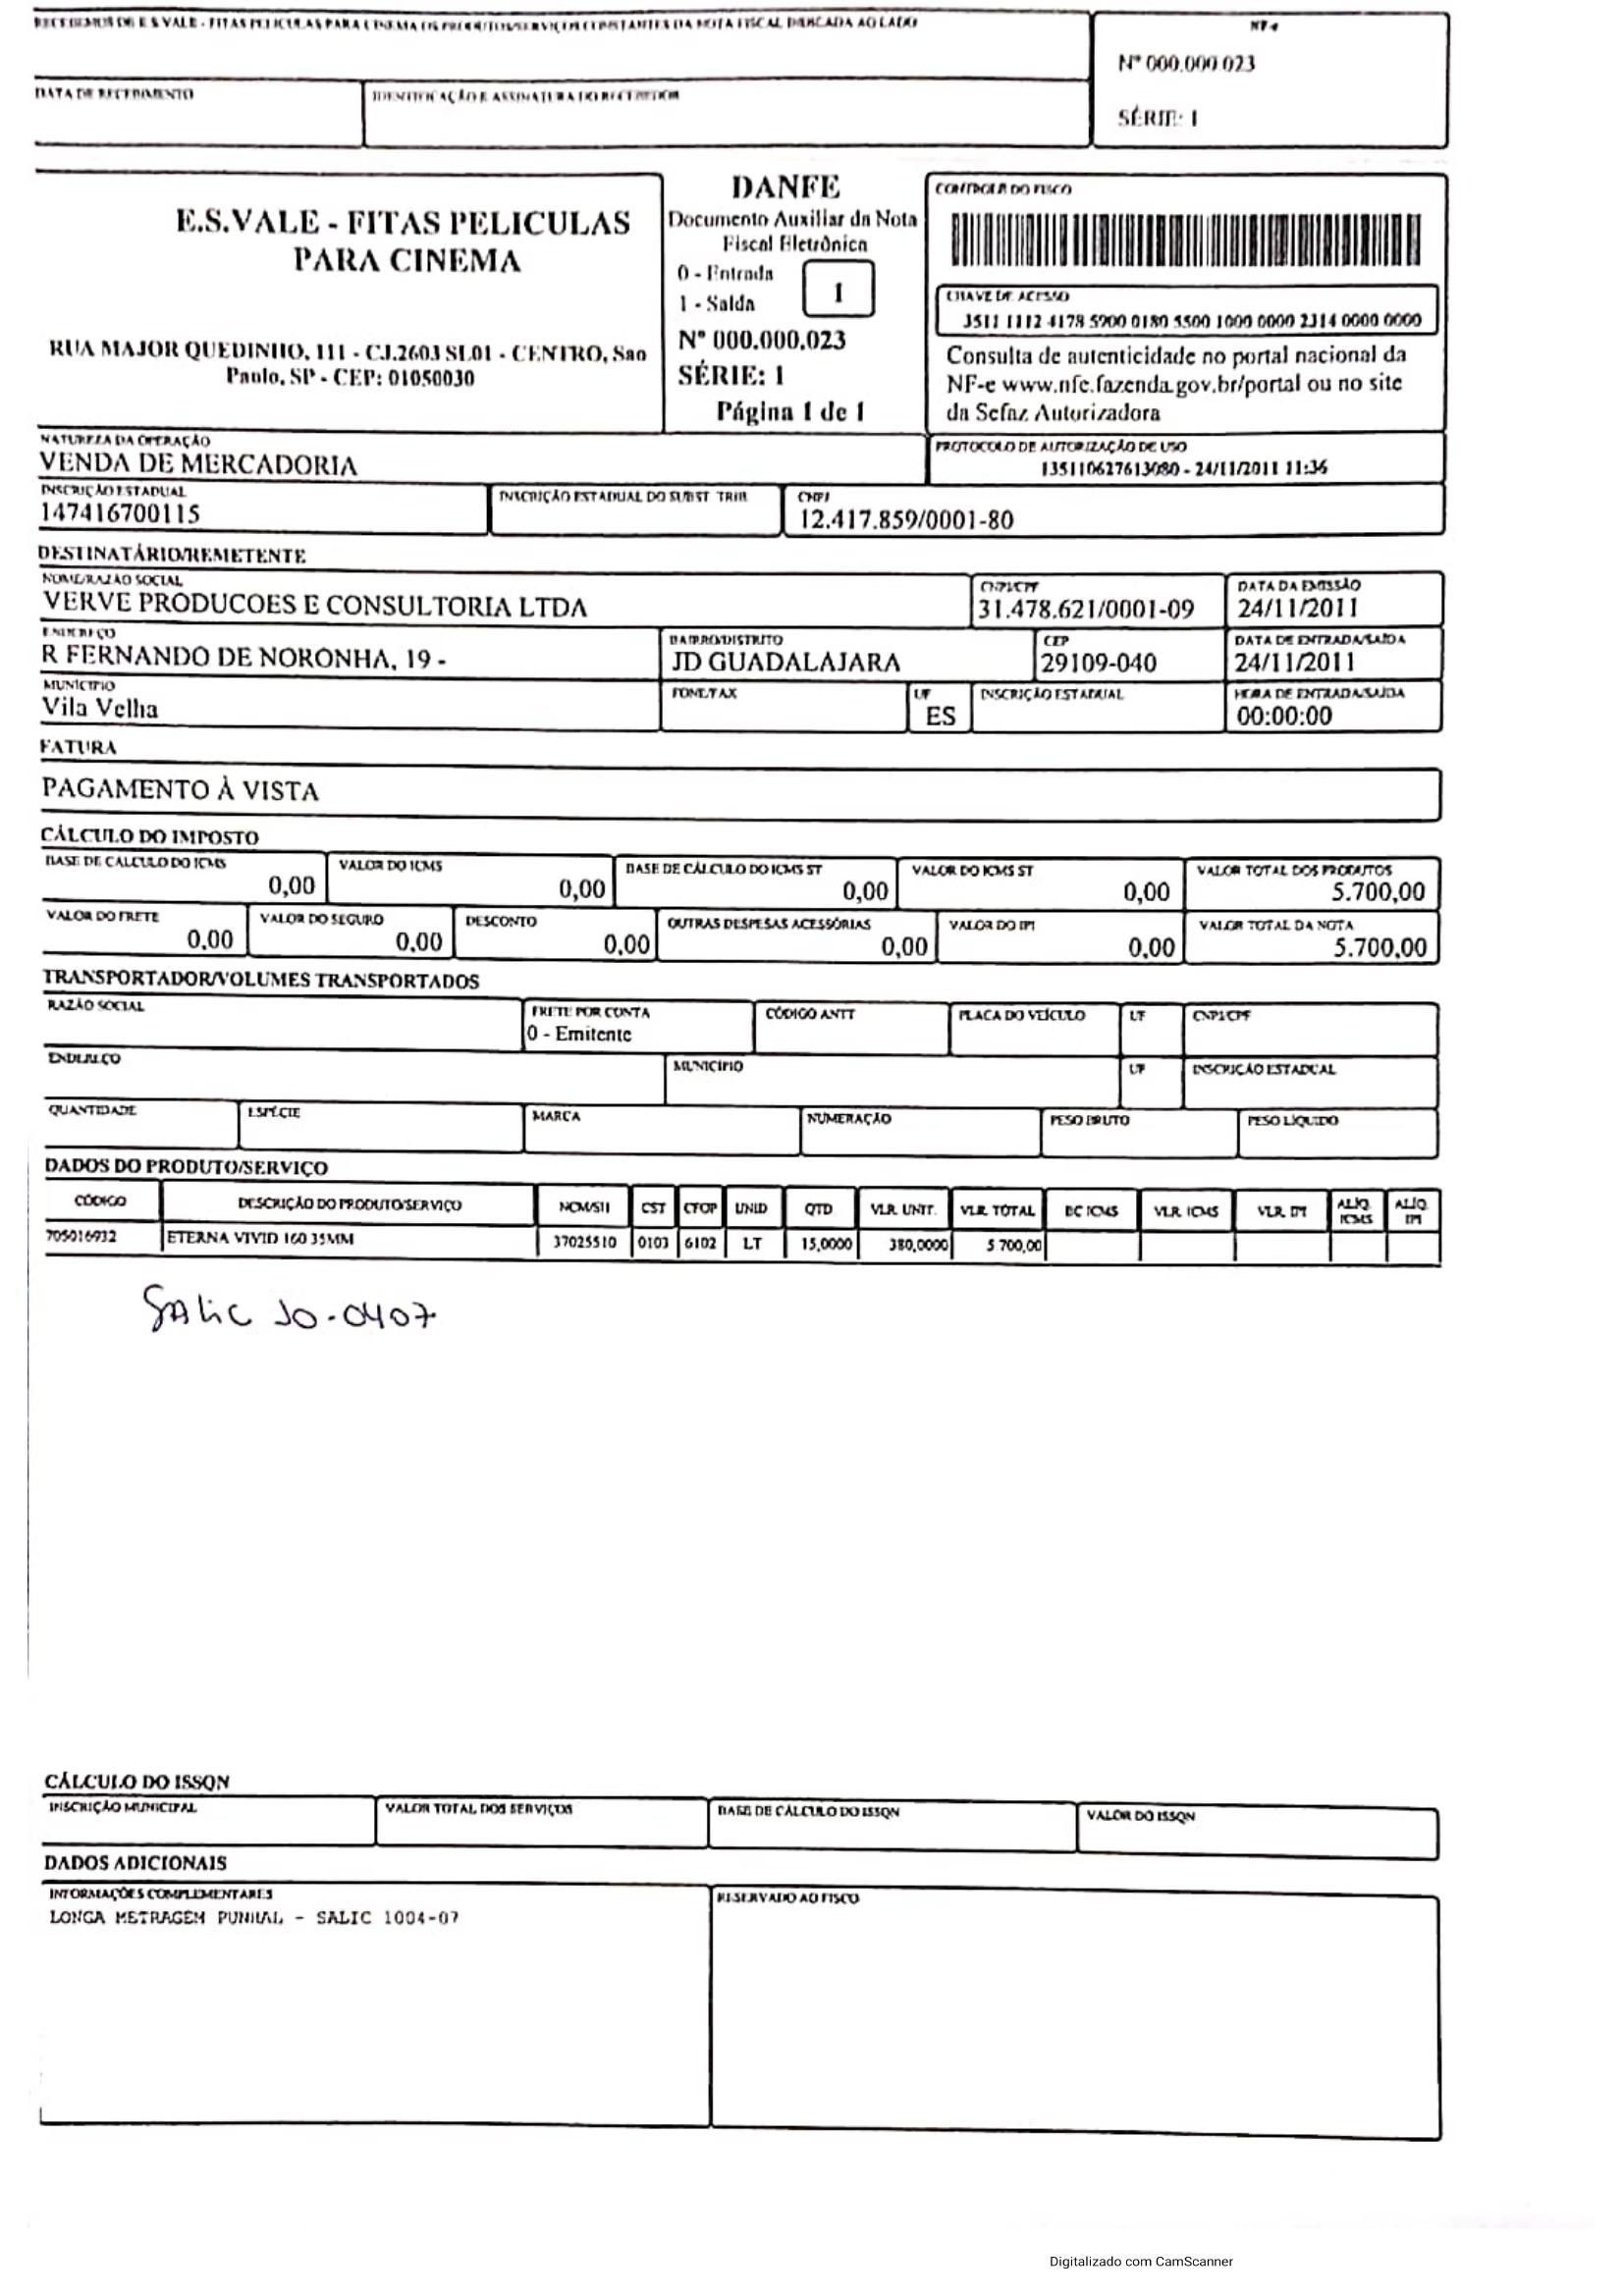 RECEBEMOS DE E S VALE - FITAS PELICULAS PARA CINEMA OS PRODUTOS/SERVIÇOS CONSTANTES DA NOTA FISCAL INDICADA AO LADO
NF-e
Nº 000.000.023
SÉRIE: 1
DATA DE RECEBIMENTO
IDENTIFICAÇÃO E ASSINATURA DO RECEBEDOR
E.S.VALE - FITAS PELICULAS
PARA CINEMA
RUA MAJOR QUEDINHO, 111 - CJ.2603 SL01 - CENTRO, Sao
Paulo, SP - CEP: 01050030
DANFE
Documento Auxiliar da Nota
Fiscal Eletrônica
0 - Entrada
1 - Saída
1
Nº 000.000.023
SÉRIE: 1
Página 1 de 1
CONTROLE DO FISCO
CHAVE DE ACESSO
3511 1112 4178 5900 0180 5500 1000 0000 2314 0000 0000
Consulta de autenticidade no portal nacional da
NF-e www.nfe.fazenda.gov.br/portal ou no site
da Sefaz Autorizadora
NATUREZA DA OPERAÇÃO
VENDA DE MERCADORIA
PROTOCOLO DE AUTORIZAÇÃO DE USO
135110627613080 - 24/11/2011 11:36
INSCRIÇÃO ESTADUAL
147416700115
INSCRIÇÃO ESTADUAL DO SUBST TRIB
CNPJ
12.417.859/0001-80
DESTINATÁRIO/REMETENTE
NOME/RAZÃO SOCIAL
VERVE PRODUCOES E CONSULTORIA LTDA
CNPJ/CPF
31.478.621/0001-09
DATA DA EMISSÃO
24/11/2011
ENDEREÇO
R FERNANDO DE NORONHA, 19 -
BAIRRO/DISTRITO
JD GUADALAJARA
CEP
29109-040
DATA DE ENTRADA/SAÍDA
24/11/2011
MUNICÍPIO
Vila Velha
FONE/FAX
UF
ES
INSCRIÇÃO ESTADUAL
HORA DE ENTRADA/SAÍDA
00:00:00
FATURA
PAGAMENTO À VISTA
CÁLCULO DO IMPOSTO
BASE DE CALCULO DO ICMS
0,00
VALOR DO ICMS
0,00
BASE DE CÁLCULO DO ICMS ST
0,00
VALOR DO ICMS ST
0,00
VALOR TOTAL DOS PRODUTOS
5.700,00
VALOR DO FRETE
0,00
VALOR DO SEGURO
0,00
DESCONTO
0,00
OUTRAS DESPESAS ACESSÓRIAS
0,00
VALOR DO IPI
0,00
VALOR TOTAL DA NOTA
5.700,00
TRANSPORTADOR/VOLUMES TRANSPORTADOS
RAZÃO SOCIAL
FRETE POR CONTA
0 - Emitente
CÓDIGO ANTT
PLACA DO VEÍCULO
UF
CNPJ/CPF
ENDEREÇO
MUNICÍPIO
UF
INSCRIÇÃO ESTADUAL
QUANTIDADE
ESPÉCIE
MARCA
NUMERAÇÃO
PESO BRUTO
PESO LÍQUIDO
DADOS DO PRODUTO/SERVIÇO
CÓDIGO DESCRIÇÃO DO PRODUTO/SERVIÇO NCM/SH CST CFOP UNID QTD VLR. UNIT. VLR. TOTAL BC ICMS VLR. ICMS VLR. IPI ALÍQ. ICMS ALÍQ. IPI
705016932 ETERNA VIVID 160 35MM 37025510 0103 6102 LT 15,0000 380,0000 5 700,00
SALIC 10-0407
CÁLCULO DO ISSQN
INSCRIÇÃO MUNICIPAL
VALOR TOTAL DOS SERVIÇOS
BASE DE CÁLCULO DO ISSQN
VALOR DO ISSQN
DADOS ADICIONAIS
INFORMAÇÕES COMPLEMENTARES
LONGA METRAGEM PUNHAL - SALIC 1004-07
RESERVADO AO FISCO
Digitalizado com CamScanner